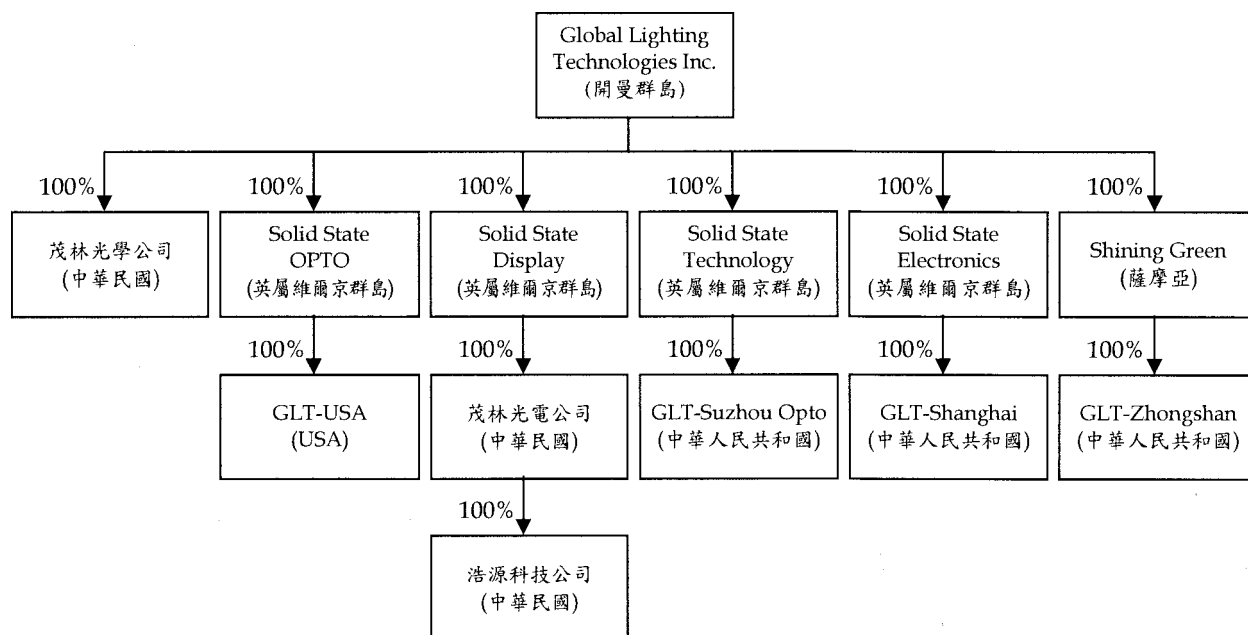 Global Lighting
Technologies Inc.
(開曼群島)
100%
100%
100%
100%
100%
100%
茂林光學公司
(中華民國)
Solid State
OPTO
(英屬維爾京群島)
Solid State
Display
(英屬維爾京群島)
Solid State
Technology
(英屬維爾京群島)
Solid State
Electronics
(英屬維爾京群島)
Shining Green
(薩摩亞)
100%
100%
100%
100%
100%
GLT-USA
(USA)
茂林光電公司
(中華民國)
GLT-Suzhou Opto
(中華人民共和國)
GLT-Shanghai
(中華人民共和國)
GLT-Zhongshan
(中華人民共和國)
100%
浩源科技公司
(中華民國)